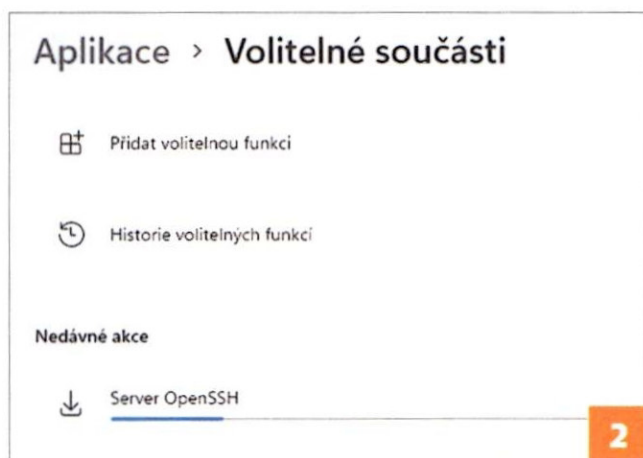 Aplikace > Volitelné součásti
Přidat volitelnou funkci
Historie volitelných funkcí
Nedávné akce
Server OpenSSH
2